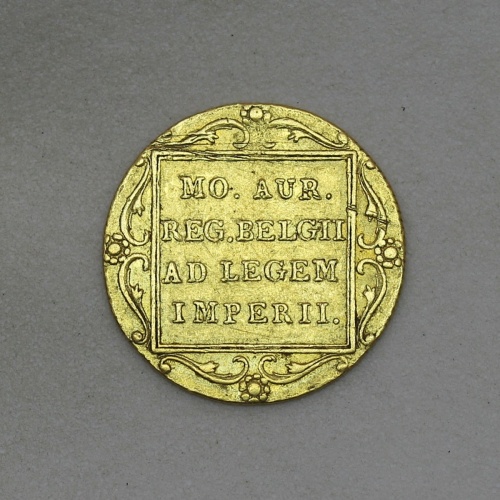 MO. AUR.
REG.BELGII
AD LEGEM
IMPERII.